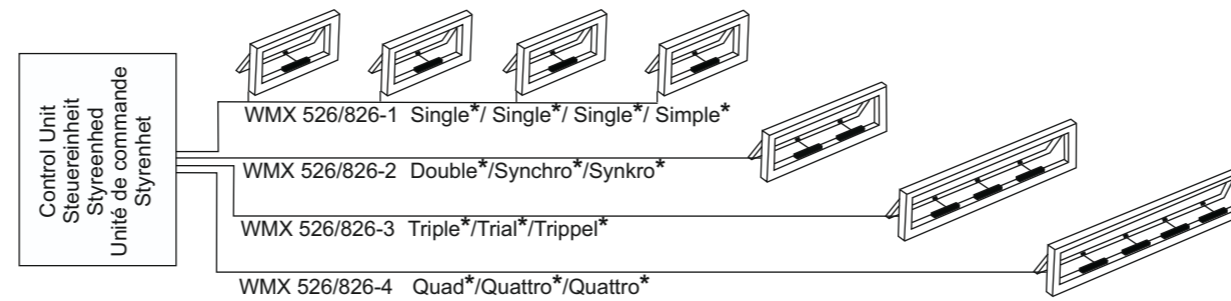 Control Unit
Steuereinheit
Styreenhed
Unité de commande
Styrenhet
WMX 526/826-1 Single*/ Single*/ Single*/ Simple*
WMX 526/826-2 Double*/Synchro*/Synkro*
WMX 526/826-3 Triple*/Trial*/Trippel*
WMX 526/826-4 Quad*/Quattro*/Quattro*